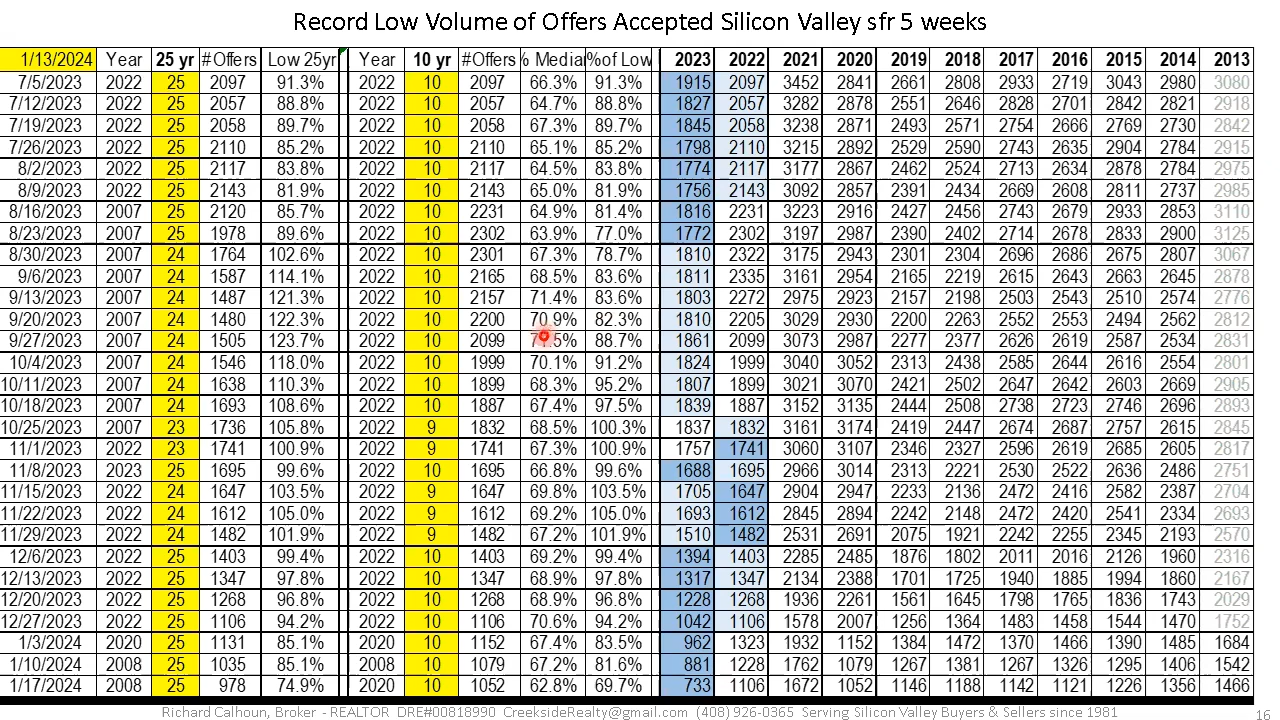 Record Low Volume of Offers Accepted Silicon Valley sfr 5 weeks
1/13/2024 Year 25 yr #Offers Low 25yr Year 10 yr #Offers % Media %of Low 2023 2022 2021 2020 2019 2018 2017 2016 2015 2014 2013
7/5/2023 2022 25 2097 91.3% 2022 10 2097 66.3% 91.3% 1915 2097 3452 2841 2661 2808 2933 2719 3043 2980 3080
7/12/2023 2022 25 2057 88.8% 2022 10 2057 64.7% 88.8% 1827 2057 3282 2878 2551 2646 2828 2701 2842 2821 2918
7/19/2023 2022 25 2058 89.7% 2022 10 2058 67.3% 89.7% 1845 2058 3238 2871 2493 2571 2754 2666 2769 2730 2842
7/26/2023 2022 25 2110 85.2% 2022 10 2110 65.1% 85.2% 1798 2110 3215 2892 2529 2590 2743 2635 2904 2784 2915
8/2/2023 2022 25 2117 83.8% 2022 10 2117 64.5% 83.8% 1774 2117 3177 2867 2462 2524 2713 2634 2878 2784 2975
8/9/2023 2022 25 2143 81.9% 2022 10 2143 65.0% 81.9% 1756 2143 3092 2857 2391 2434 2669 2608 2811 2737 2985
8/16/2023 2007 25 2120 85.7% 2022 10 2231 64.9% 81.4% 1816 2231 3223 2916 2427 2456 2743 2679 2933 2853 3110
8/23/2023 2007 25 1978 89.6% 2022 10 2302 63.9% 77.0% 1772 2302 3197 2987 2390 2402 2714 2678 2833 2900 3125
8/30/2023 2007 24 1764 102.6% 2022 10 2301 67.3% 78.7% 1810 2322 3175 2943 2301 2304 2696 2686 2675 2807 3067
9/6/2023 2007 24 1587 114.1% 2022 10 2165 68.5% 83.6% 1811 2335 3161 2954 2165 2219 2615 2643 2663 2645 2878
9/13/2023 2007 24 1487 121.3% 2022 10 2157 71.4% 83.6% 1803 2272 2975 2923 2157 2198 2503 2543 2510 2574 2776
9/20/2023 2007 24 1480 122.3% 2022 10 2200 70.9% 82.3% 1810 2205 3029 2930 2200 2263 2552 2553 2494 2562 2812
9/27/2023 2007 24 1505 123.7% 2022 10 2099 88.7% 1861 2099 3073 2987 2277 2377 2626 2619 2587 2534 2831
10/4/2023 2007 24 1546 118.0% 2022 10 1999 70.1% 91.2% 1824 1999 3040 3052 2313 2438 2585 2644 2616 2554 2801
10/11/2023 2007 24 1638 110.3% 2022 10 1899 68.3% 95.2% 1807 1899 3021 3070 2421 2502 2647 2642 2603 2669 2905
10/18/2023 2007 24 1693 108.6% 2022 10 1887 67.4% 97.5% 1839 1887 3152 3135 2444 2508 2738 2723 2746 2696 2893
10/25/2023 2007 23 1736 105.8% 2022 9 1832 68.5% 100.3% 1837 1832 3161 3174 2419 2447 2674 2687 2757 2615 2845
11/1/2023 2022 23 1741 100.9% 2022 9 1741 67.3% 100.9% 1757 1741 3060 3107 2346 2327 2596 2619 2685 2605 2817
11/8/2023 2023 25 1695 99.6% 2022 10 1695 66.8% 99.6% 1688 1695 2966 3014 2313 2221 2530 2522 2636 2486 2751
11/15/2023 2022 24 1647 103.5% 2022 9 1647 69.8% 103.5% 1705 1647 2904 2947 2233 2136 2472 2416 2582 2387 2704
11/22/2023 2022 24 1612 105.0% 2022 9 1612 69.2% 105.0% 1693 1612 2845 2894 2242 2148 2472 2420 2541 2334 2693
11/29/2023 2022 24 1482 101.9% 2022 9 1482 67.2% 101.9% 1510 1482 2531 2691 2075 1921 2242 2255 2345 2193 2570
12/6/2023 2022 25 1403 99.4% 2022 10 1403 69.2% 99.4% 1394 1403 2285 2485 1876 1802 2011 2016 2126 1960 2316
12/13/2023 2022 25 1347 97.8% 2022 10 1347 68.9% 97.8% 1317 1347 2134 2388 1701 1725 1940 1885 1994 1860 2167
12/20/2023 2022 25 1268 96.8% 2022 10 1268 68.9% 96.8% 1228 1268 1936 2261 1561 1645 1798 1765 1836 1743 2029
12/27/2023 2022 25 1106 94.2% 2022 10 1106 70.6% 94.2% 1042 1106 1578 2007 1256 1364 1483 1458 1544 1470 1752
1/3/2024 2020 25 1131 85.1% 2020 10 1152 67.4% 83.5% 962 1323 1932 1152 1384 1472 1370 1466 1390 1485 1684
1/10/2024 2008 25 1035 85.1% 2008 10 1079 67.2% 81.6% 881 1228 1762 1079 1267 1381 1267 1326 1295 1406 1542
1/17/2024 2008 25 978 74.9% 2020 10 1052 62.8% 69.7% 733 1106 1672 1052 1146 1188 1142 1121 1226 1356 1466
Richard Calhoun, Broker - REALTOR DRE#00818990 CreeksideRealty@gmail.com (408) 926-0365 Serving Silicon Valley Buyers & Sellers since 1981
16